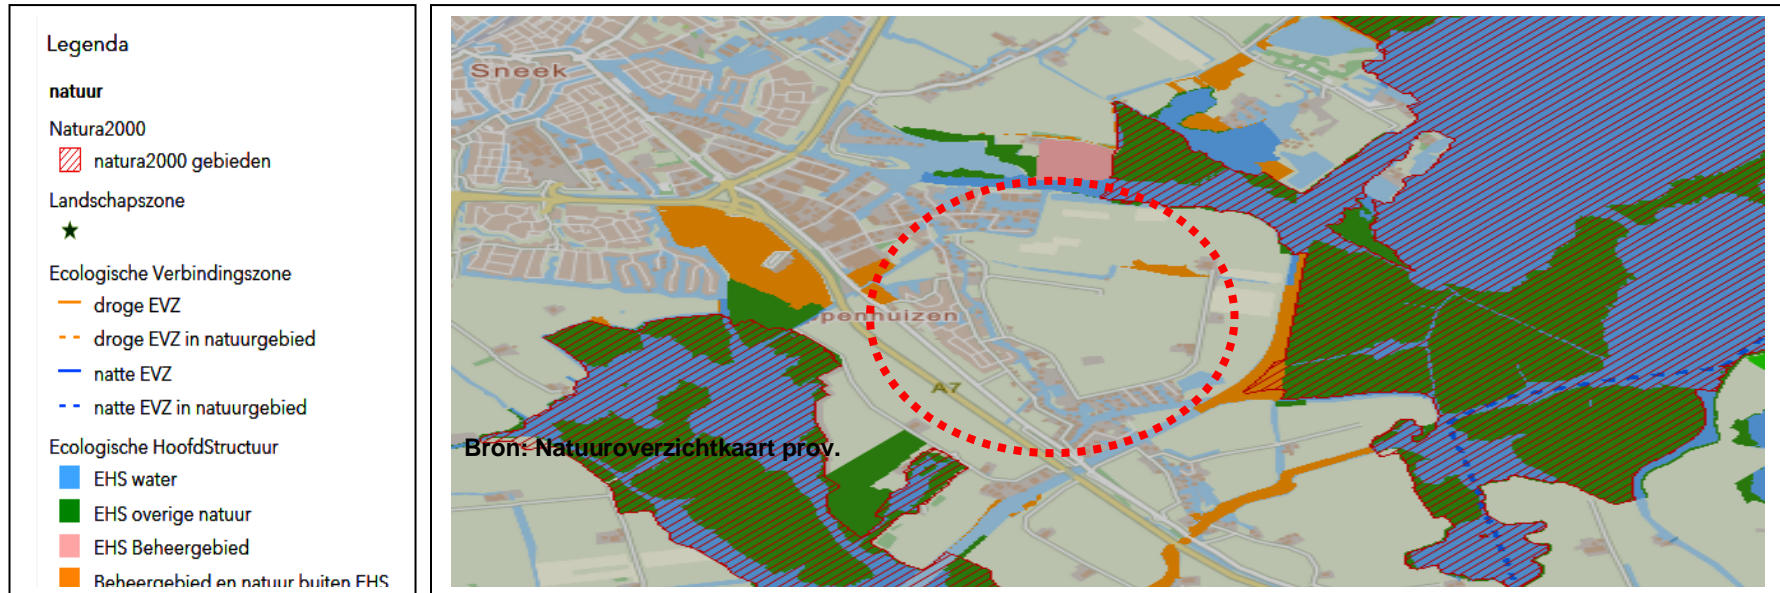 Legenda
natuur
Natura2000
natura2000 gebieden
Landschapszone
Ecologische Verbindingszone
droge EVZ
droge EVZ in natuurgebied
natte EVZ
natte EVZ in natuurgebied
Ecologische HoofdStructuur
EHS water
EHS overige natuur
EHS Beheergebied
Beheergebied en natuur buiten EHS
Sneek
ppenhuizen
A7
Bron: Natuuroverzichtkaart prov.